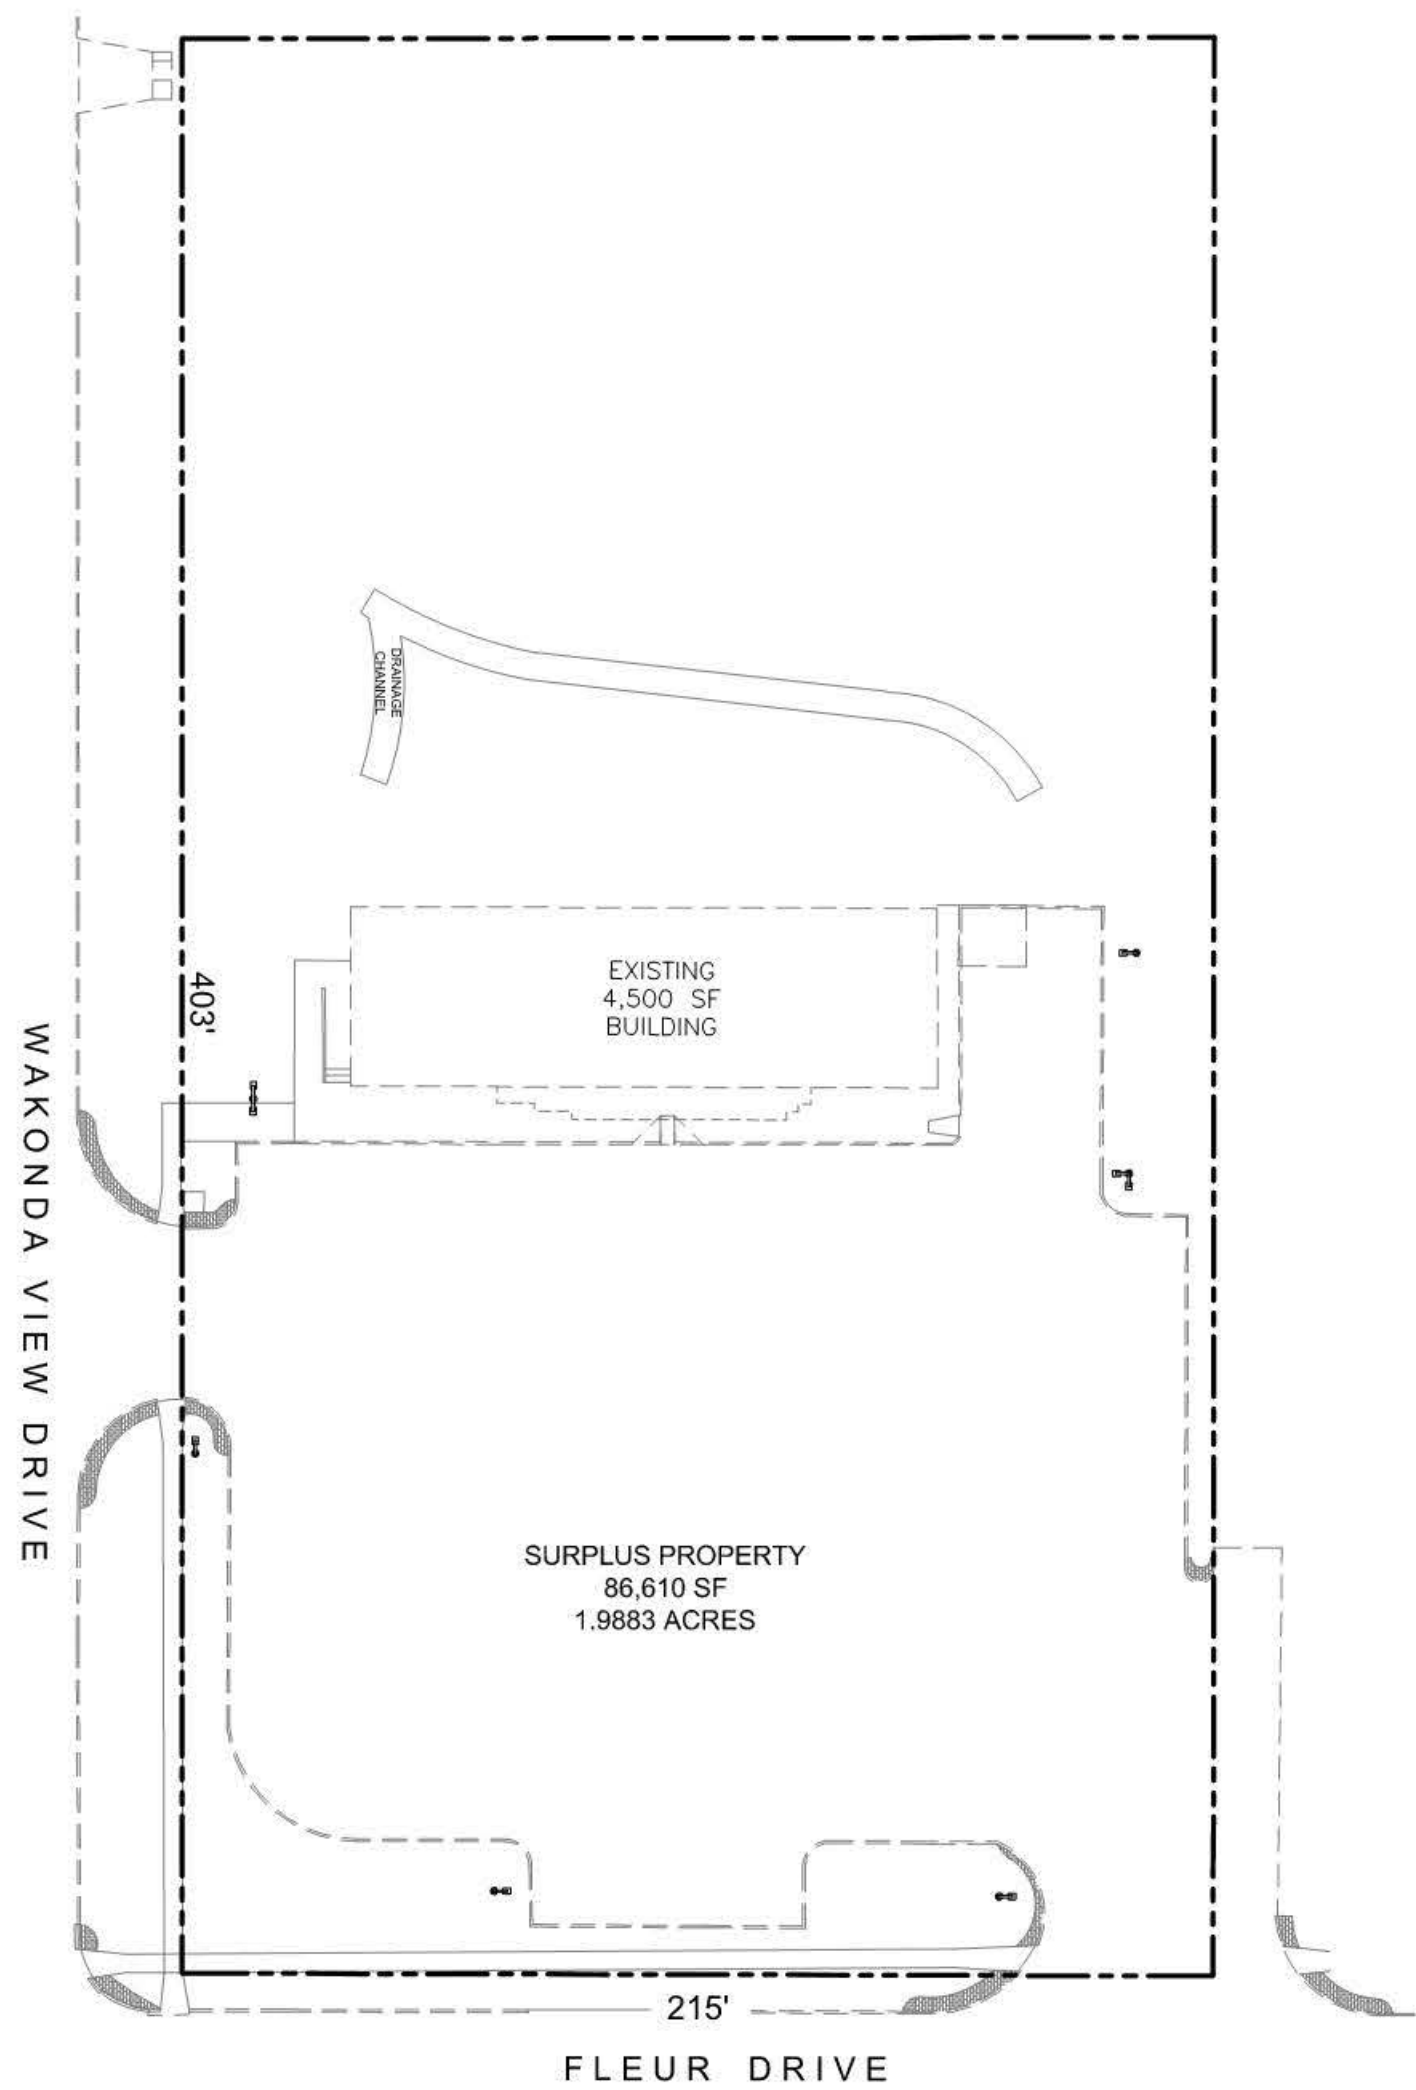 DRAINAGE
CHANNEL
EXISTING
4,500 SF
BUILDING
403'
WAKONDA VIEW DRIVE
SURPLUS PROPERTY
86,610 SF
1.9883 ACRES
215'
FLEUR DRIVE